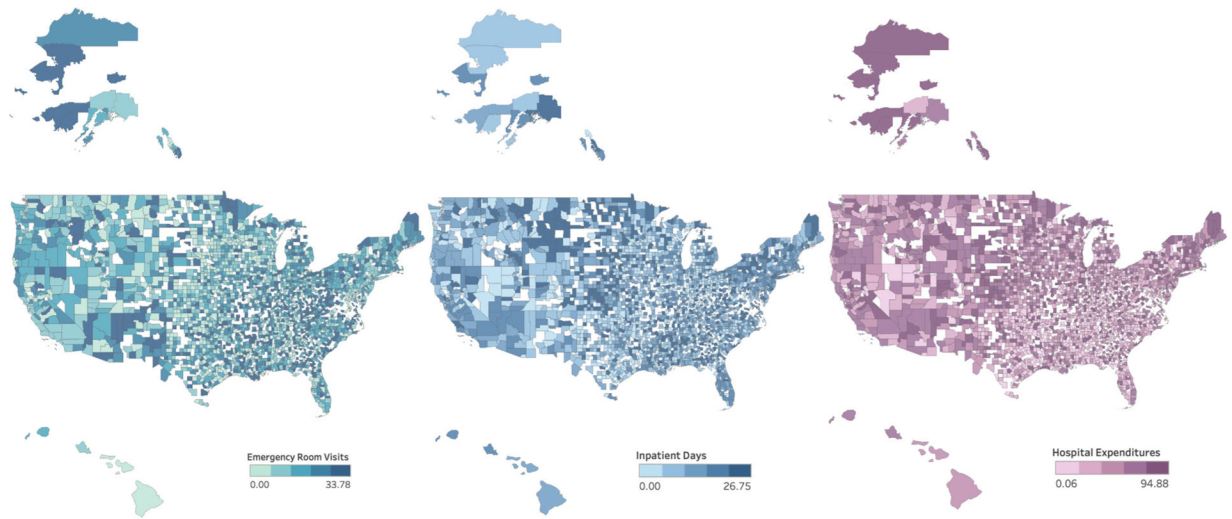 Emergency Room Visits
0.00 33.78
Inpatient Days
0.00 26.75
Hospital Expenditures
0.06 94.88